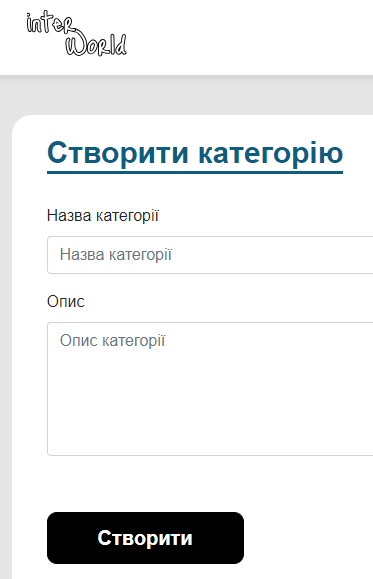 inter
World
Створити категорію
Назва категорії
Назва категорії
Опис
Опис категорії
Створити